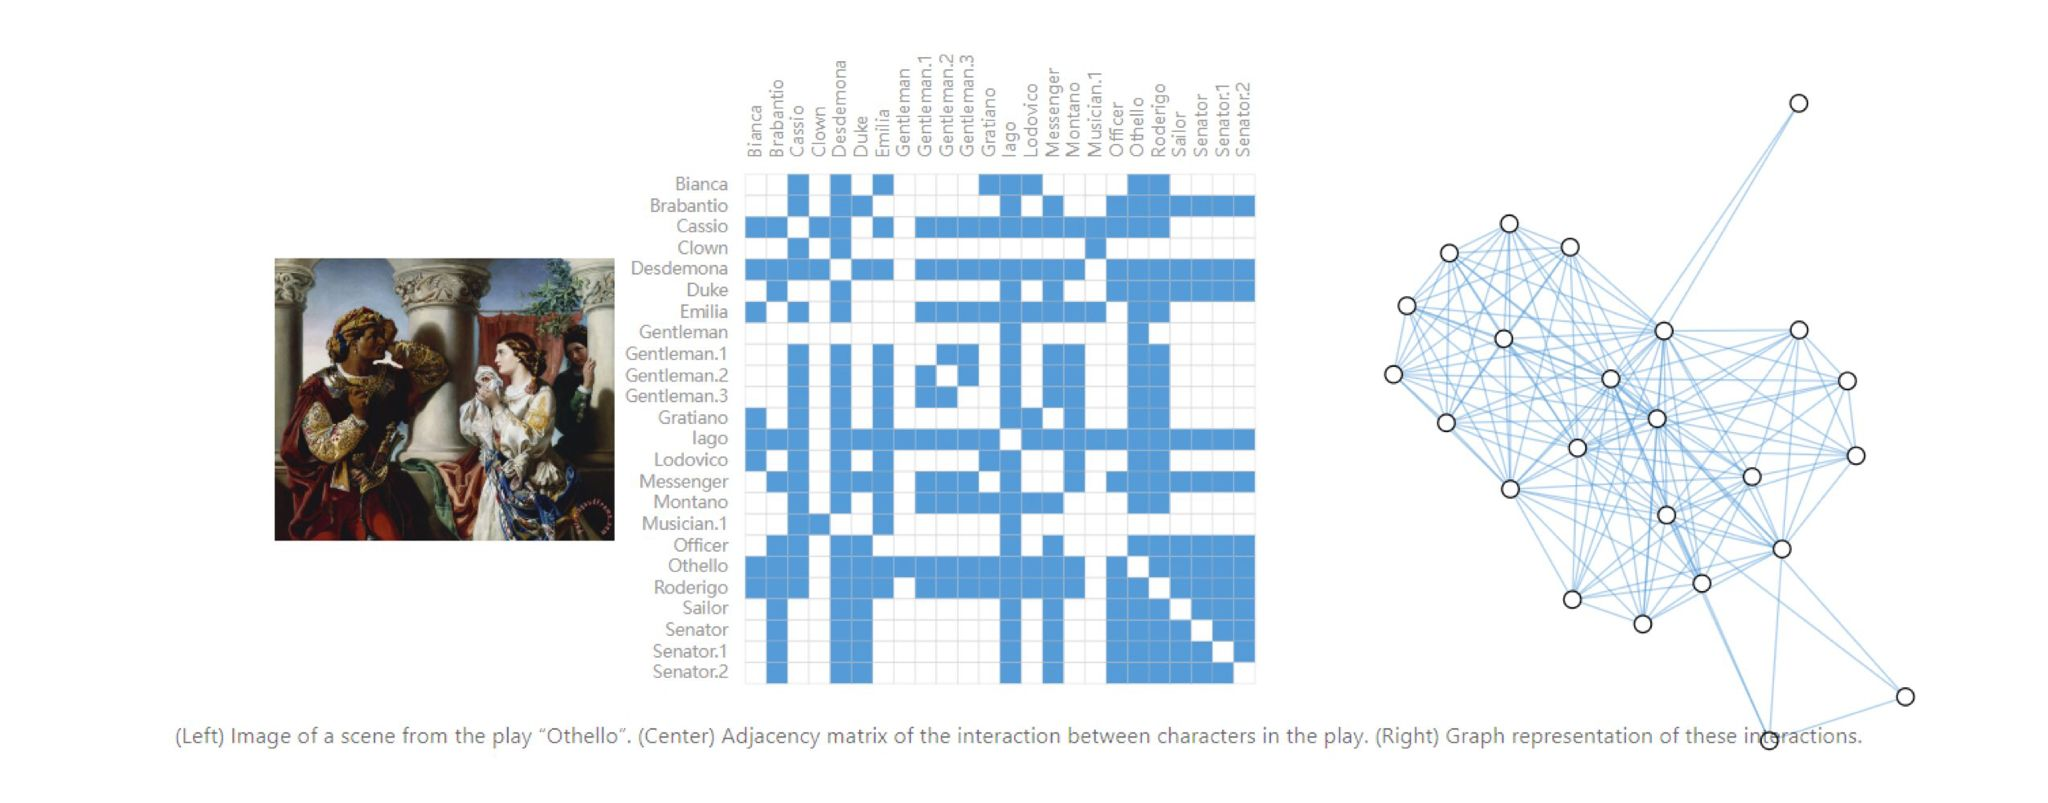 Bianca
Brabantio
Cassio
Clown
Desdemona
Duke
Emilia
Gentleman
Gentleman.1
Gentleman.2
Gentleman.3
Gratiano
Iago
Lodovico
Messenger
Montano
Musician.1
Officer
Othello
Roderigo
Sailor
Senator
Senator.1
Senator.2
Bianca
Brabantio
Cassio
Clown
Desdemona
Duke
Emilia
Gentleman
Gentleman.1
Gentleman.2
Gentleman.3
Gratiano
Iago
Lodovico
Messenger
Montano
Musician.1
Officer
Othello
Roderigo
Sailor
Senator
Senator.1
Senator.2
(Left) Image of a scene from the play “Othello”. (Center) Adjacency matrix of the interaction between characters in the play. (Right) Graph representation of these interactions.